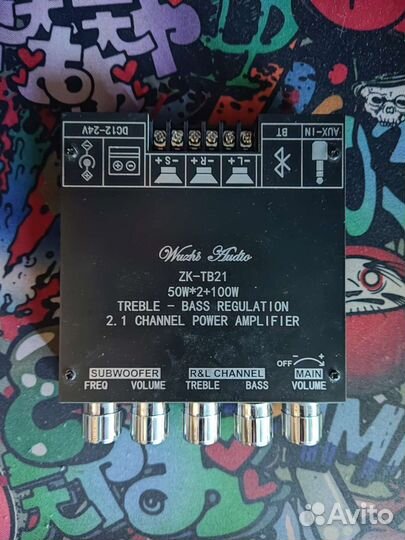 DC12-24V
+S- +R- +L-
BT
AUX-IN
Wuzhi Audio
ZK-TB21
50W*2+100W
TREBLE - BASS REGULATION
2.1 CHANNEL POWER AMPLIFIER
OFF - +
SUBWOOFER R&L CHANNEL MAIN
FREQ VOLUME TREBLE BASS VOLUME
Avito